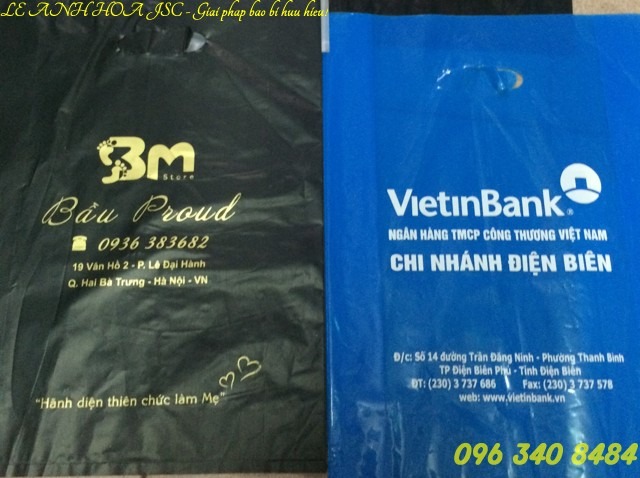 LE ANH HOA JSC - Giai phap bao bi huu hieu!
BM
Store
Bầu Proud
☎ 0936 383682
19 Vân Hồ 2 - P. Lê Đại Hành
Q. Hai Bà Trưng - Hà Nội - VN
"Hãnh diện thiên chức làm Mẹ"
VietinBank®
NGÂN HÀNG TMCP CÔNG THƯƠNG VIỆT NAM
CHI NHÁNH ĐIỆN BIÊN
Đ/c: Số 14 đường Trần Đăng Ninh - Phường Thanh Bình
TP Điện Biên Phủ - Tỉnh Điện Biên
ĐT: (230) 3 737 686 Fax: (230) 3 737 578
web: www.vietinbank.vn
096 340 8484